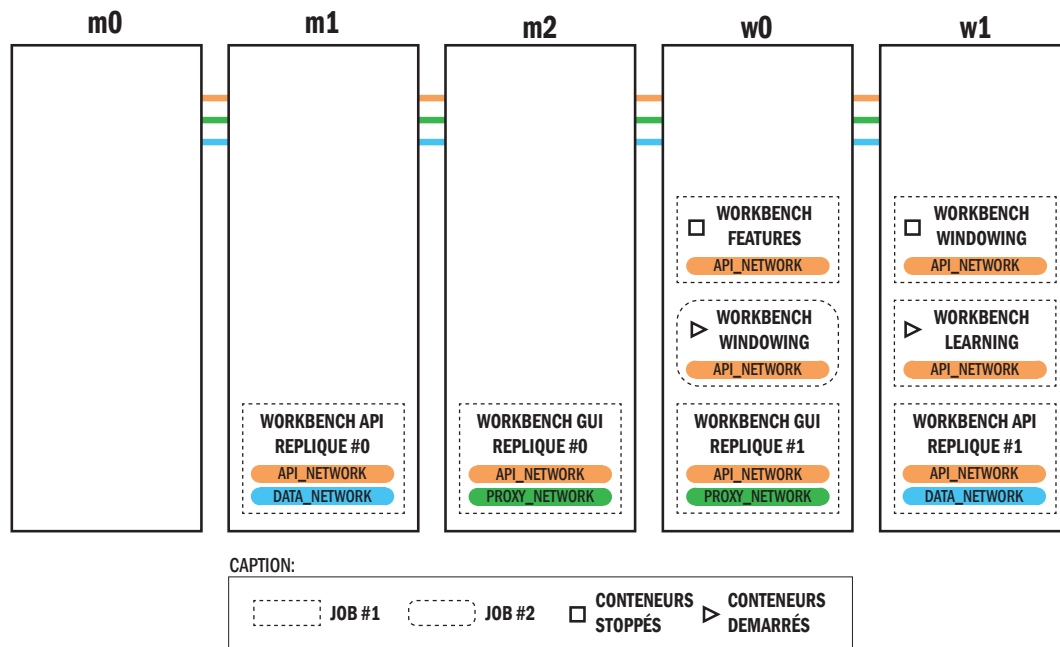 m0
m1
m2
w0
w1
WORKBENCH
FEATURES
API_NETWORK
WORKBENCH
WINDOWING
API_NETWORK
WORKBENCH
WINDOWING
API_NETWORK
WORKBENCH
LEARNING
API_NETWORK
WORKBENCH API
REPLIQUE #0
API_NETWORK
DATA_NETWORK
WORKBENCH GUI
REPLIQUE #0
API_NETWORK
PROXY_NETWORK
WORKBENCH GUI
REPLIQUE #1
API_NETWORK
PROXY_NETWORK
WORKBENCH API
REPLIQUE #1
API_NETWORK
DATA_NETWORK
CAPTION:
JOB #1
JOB #2
CONTENEURS
STOPPÉS
CONTENEURS
DEMARRÉS